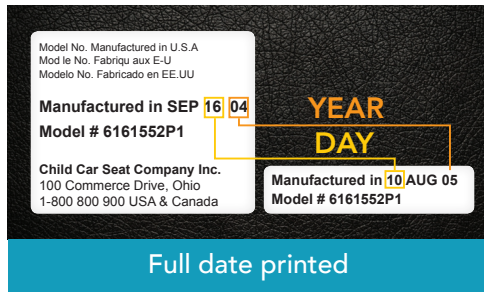 Model No. Manufactured in U.S.A
Mod le No. Fabriqu aux E-U
Modelo No. Fabricado en EE.UU
Manufactured in SEP 16 04
Model # 6161552P1
Child Car Seat Company Inc.
100 Commerce Drive, Ohio
1-800 800 900 USA & Canada
YEAR
DAY
Manufactured in 10 AUG 05
Model # 6161552P1
Full date printed